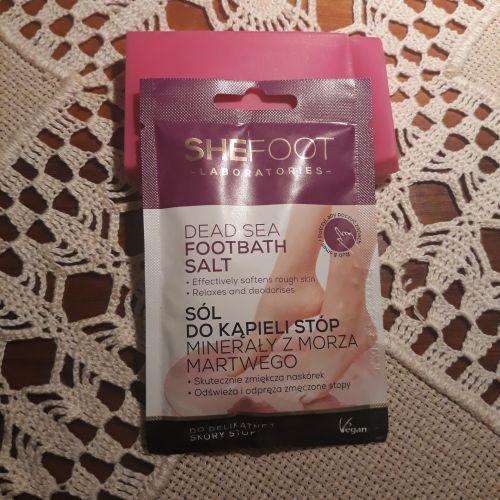 SHEFOOT
-LABORATORIES-
DEAD SEA
FOOTBATH
SALT
• Effectively softens rough skin
• Relaxes and deodorises
SÓL
DO KĄPIELI STÓP
MINERAŁY Z MORZA
MARTWEGO
• Skutecznie zmiękcza naskórek
• Odświeża i odpręża zmęczone stopy
DO DELIKATNEJ
SKÓRY STÓP
Vegan